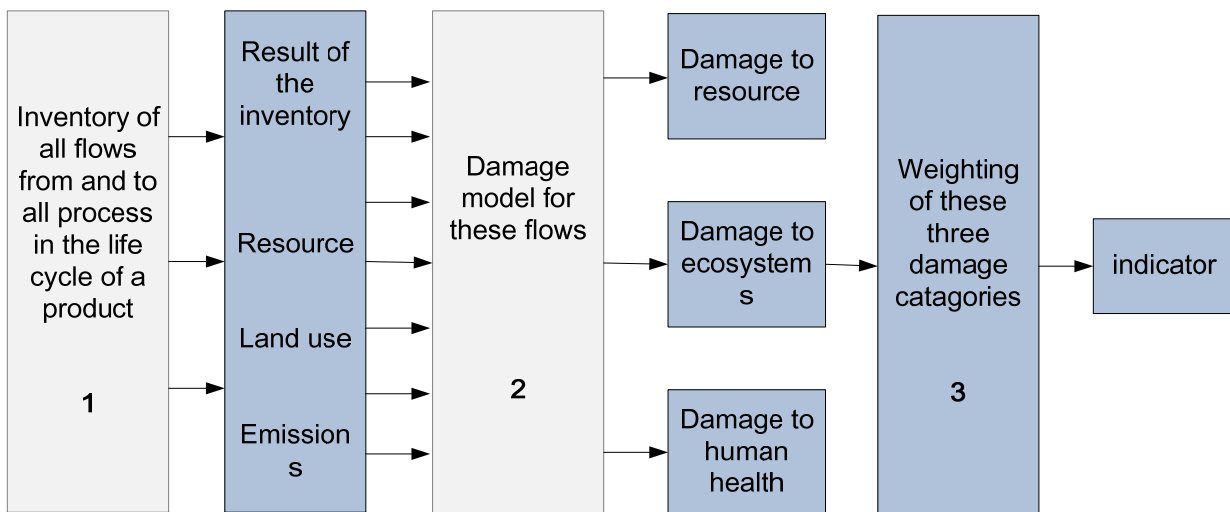 Inventory of
all flows
from and to
all process
in the life
cycle of a
product
1
Result of
the
inventory
Resource
Land use
Emission
s
Damage
model for
these flows
2
Damage to
resource
Damage to
ecosystem
s
Damage to
human
health
Weighting
of these
three
damage
catagories
3
indicator